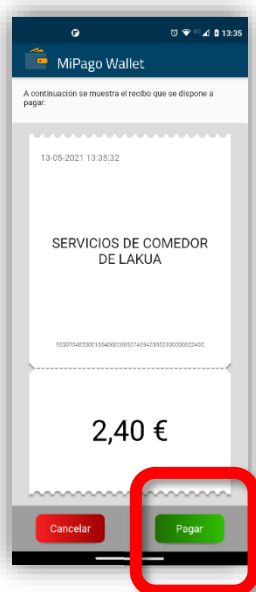 13:35
MiPago Wallet
A continuación se muestra el recibo que se dispone a
pagar.
13-05-2021 13:35:32
SERVICIOS DE COMEDOR
DE LAKUA
2,40 €
Cancelar
Pagar